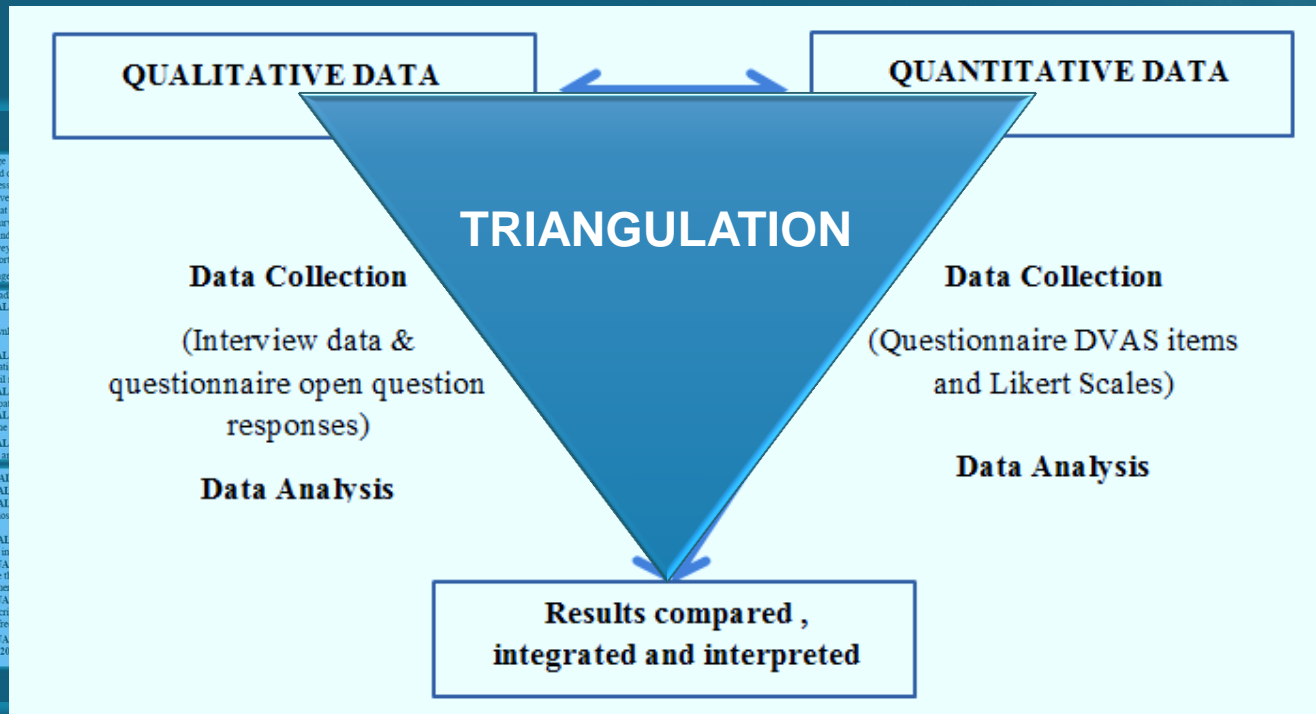 QUALITATIVE DATA
QUANTITATIVE DATA
TRIANGULATION
Data Collection
(Interview data &
questionnaire open question
responses)
Data Analysis
Data Collection
(Questionnaire DVAS items
and Likert Scales)
Data Analysis
Results compared ,
integrated and interpreted